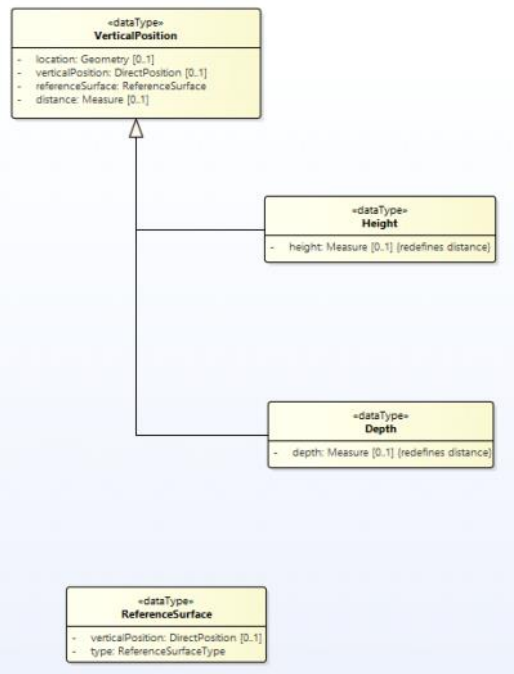 «dataType»
VerticalPosition
- location: Geometry [0..1]
- verticalPosition: DirectPosition [0..1]
- referenceSurface: ReferenceSurface
- distance: Measure [0..1]
«dataType»
Height
- height: Measure [0..1] {redefines distance}
«dataType»
Depth
- depth: Measure [0..1] {redefines distance}
«dataType»
ReferenceSurface
- verticalPosition: DirectPosition [0..1]
- type: ReferenceSurfaceType